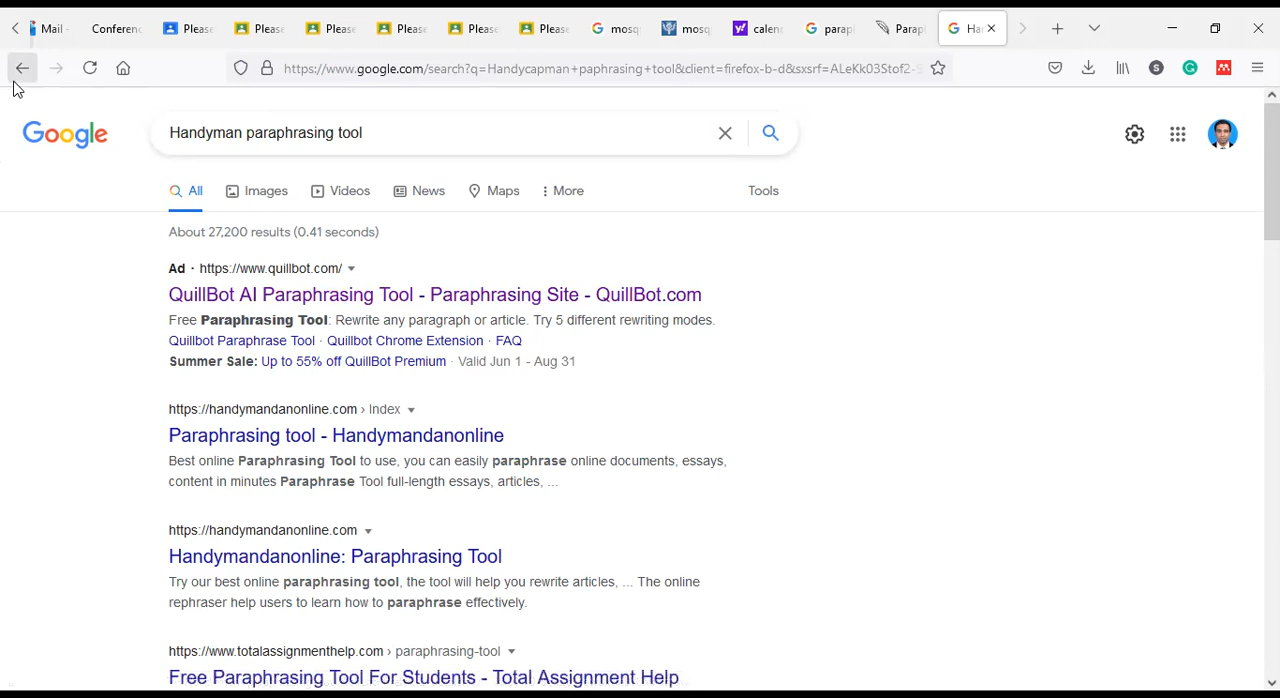 Mail -
Conferenc
Please
Please
Please
Please
Please
Please
mosq
mosq
calen
parap
Parap
Ha
https://www.google.com/search?q=Handycapman+paphrasing+tool&client=firefox-b-d&sxsrf=ALeKk03Stof2-S
S
Google
Handyman paraphrasing tool
All Images Videos News Maps More Tools
About 27,200 results (0.41 seconds)
Ad · https://www.quillbot.com/
QuillBot AI Paraphrasing Tool - Paraphrasing Site - QuillBot.com
Free Paraphrasing Tool: Rewrite any paragraph or article. Try 5 different rewriting modes.
Quillbot Paraphrase Tool · Quillbot Chrome Extension · FAQ
Summer Sale: Up to 55% off QuillBot Premium · Valid Jun 1 - Aug 31
https://handymandanonline.com › Index
Paraphrasing tool - Handymandanonline
Best online Paraphrasing Tool to use, you can easily paraphrase online documents, essays,
content in minutes Paraphrase Tool full-length essays, articles, ...
https://handymandanonline.com
Handymandanonline: Paraphrasing Tool
Try our best online paraphrasing tool, the tool will help you rewrite articles, ... The online
rephraser help users to learn how to paraphrase effectively.
https://www.totalassignmenthelp.com › paraphrasing-tool
Free Paraphrasing Tool For Students - Total Assignment Help